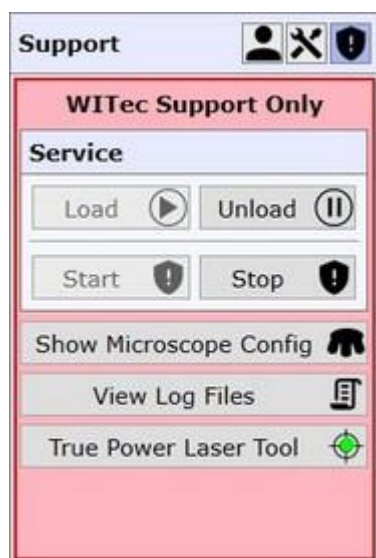 Support
WITec Support Only
Service
Load Unload
Start Stop
Show Microscope Config
View Log Files
True Power Laser Tool